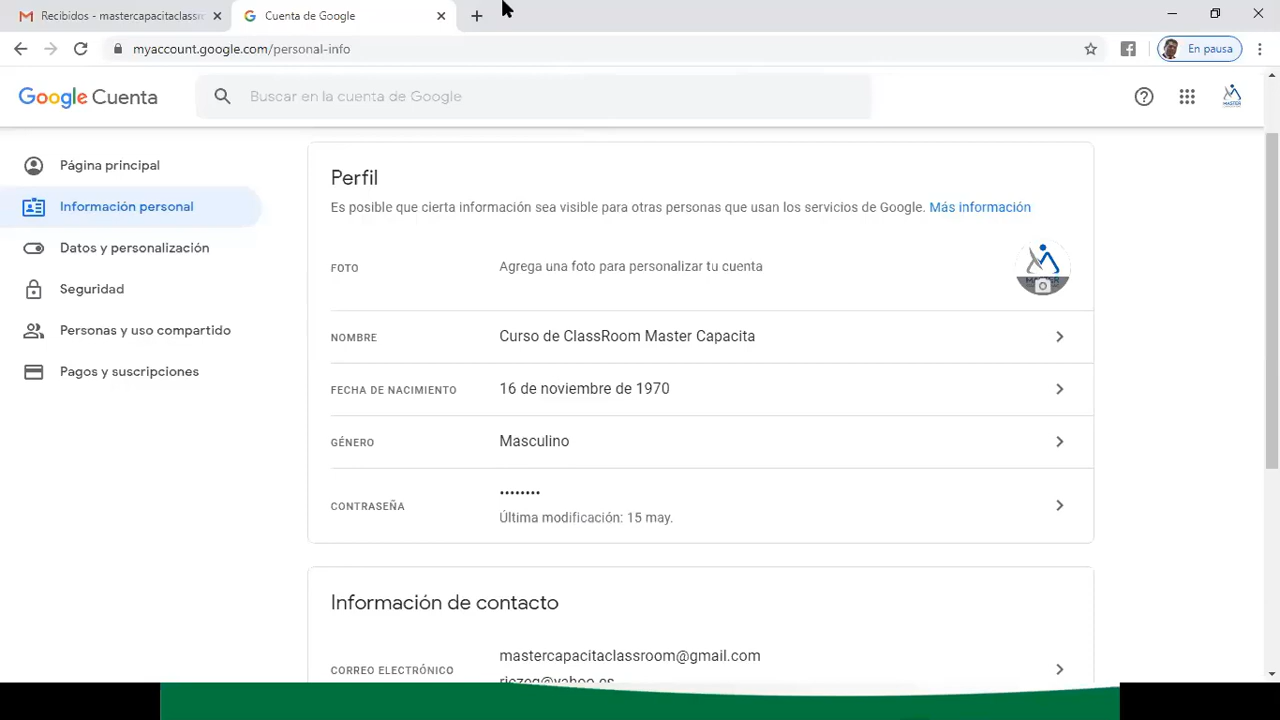 Recibidos - mastercapacitaclassr
Cuenta de Google
myaccount.google.com/personal-info
En pausa
Google Cuenta
Buscar en la cuenta de Google
MASTER
Página principal
Información personal
Datos y personalización
Seguridad
Personas y uso compartido
Pagos y suscripciones
Perfil
Es posible que cierta información sea visible para otras personas que usan los servicios de Google. Más información
FOTO
Agrega una foto para personalizar tu cuenta
NOMBRE
Curso de ClassRoom Master Capacita
FECHA DE NACIMIENTO
16 de noviembre de 1970
GÉNERO
Masculino
CONTRASEÑA
••••••••
Última modificación: 15 may.
Información de contacto
CORREO ELECTRÓNICO
mastercapacitaclassroom@gmail.com